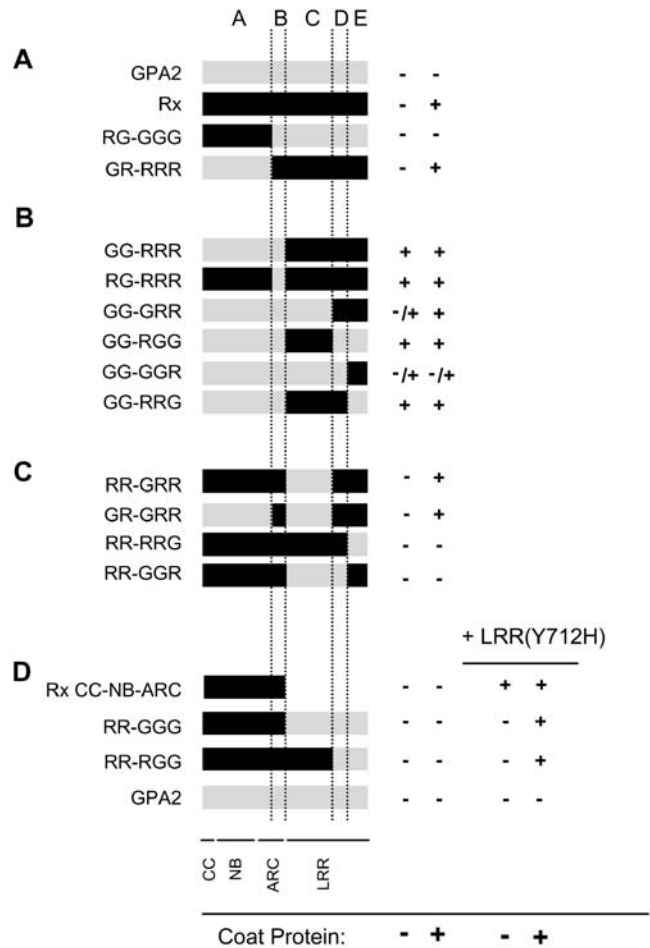 A B C D E
A
GPA2 - -
Rx - +
RG-GGG - -
GR-RRR - +
B
GG-RRR + +
RG-RRR + +
GG-GRR -/+ +
GG-RGG + +
GG-GGR -/+ -/+
GG-RRG + +
C
RR-GRR - +
GR-GRR - +
RR-RRG - -
RR-GGR - -
+ LRR(Y712H)
D
Rx CC-NB-ARC - - + +
RR-GGG - - - +
RR-RGG - - - +
GPA2 - - - -
CC NB ARC LRR
Coat Protein: - + - +